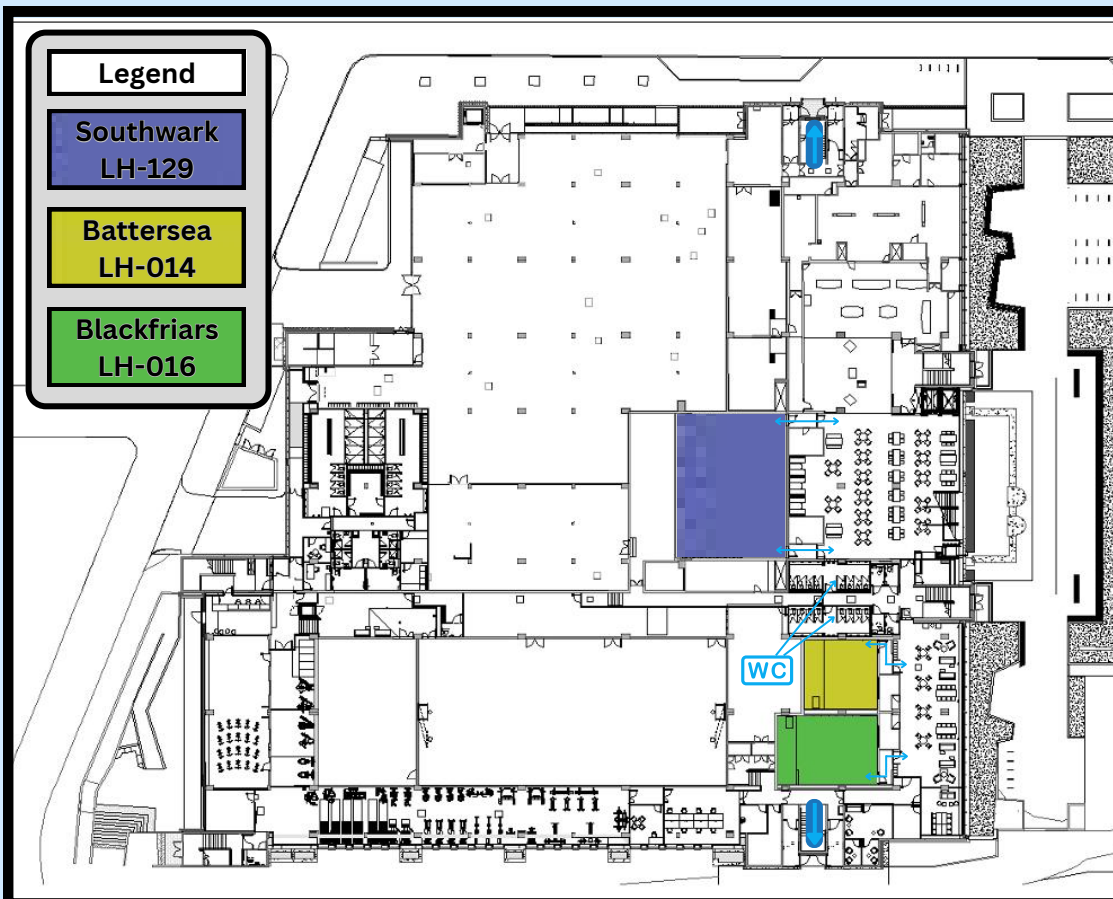 Legend
Southwark
LH-129
Battersea
LH-014
Blackfriars
LH-016
WC